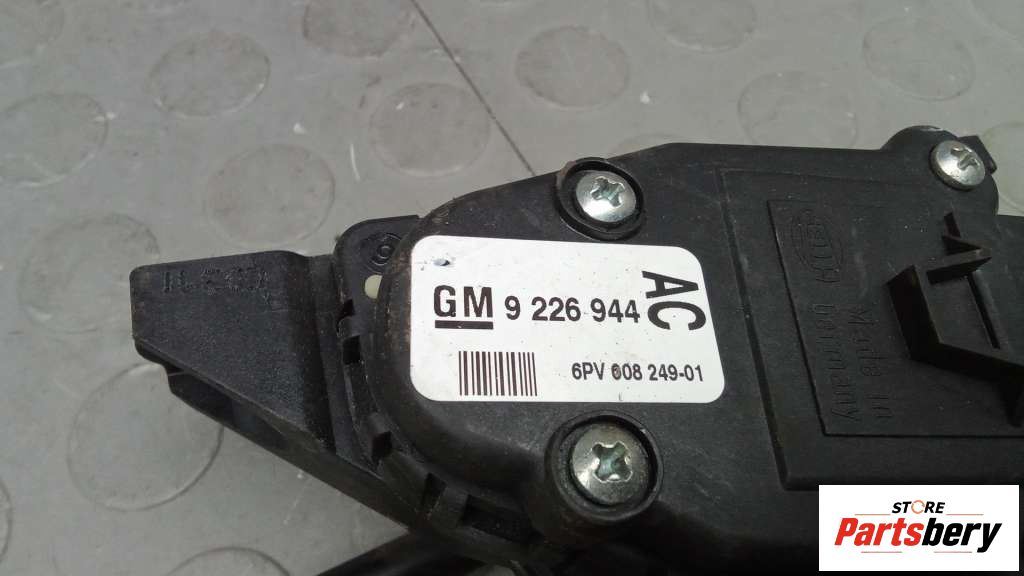 GM 9 226 944 AC
6PV 008 249-01
Made in
Germany
STORE
Partsbery